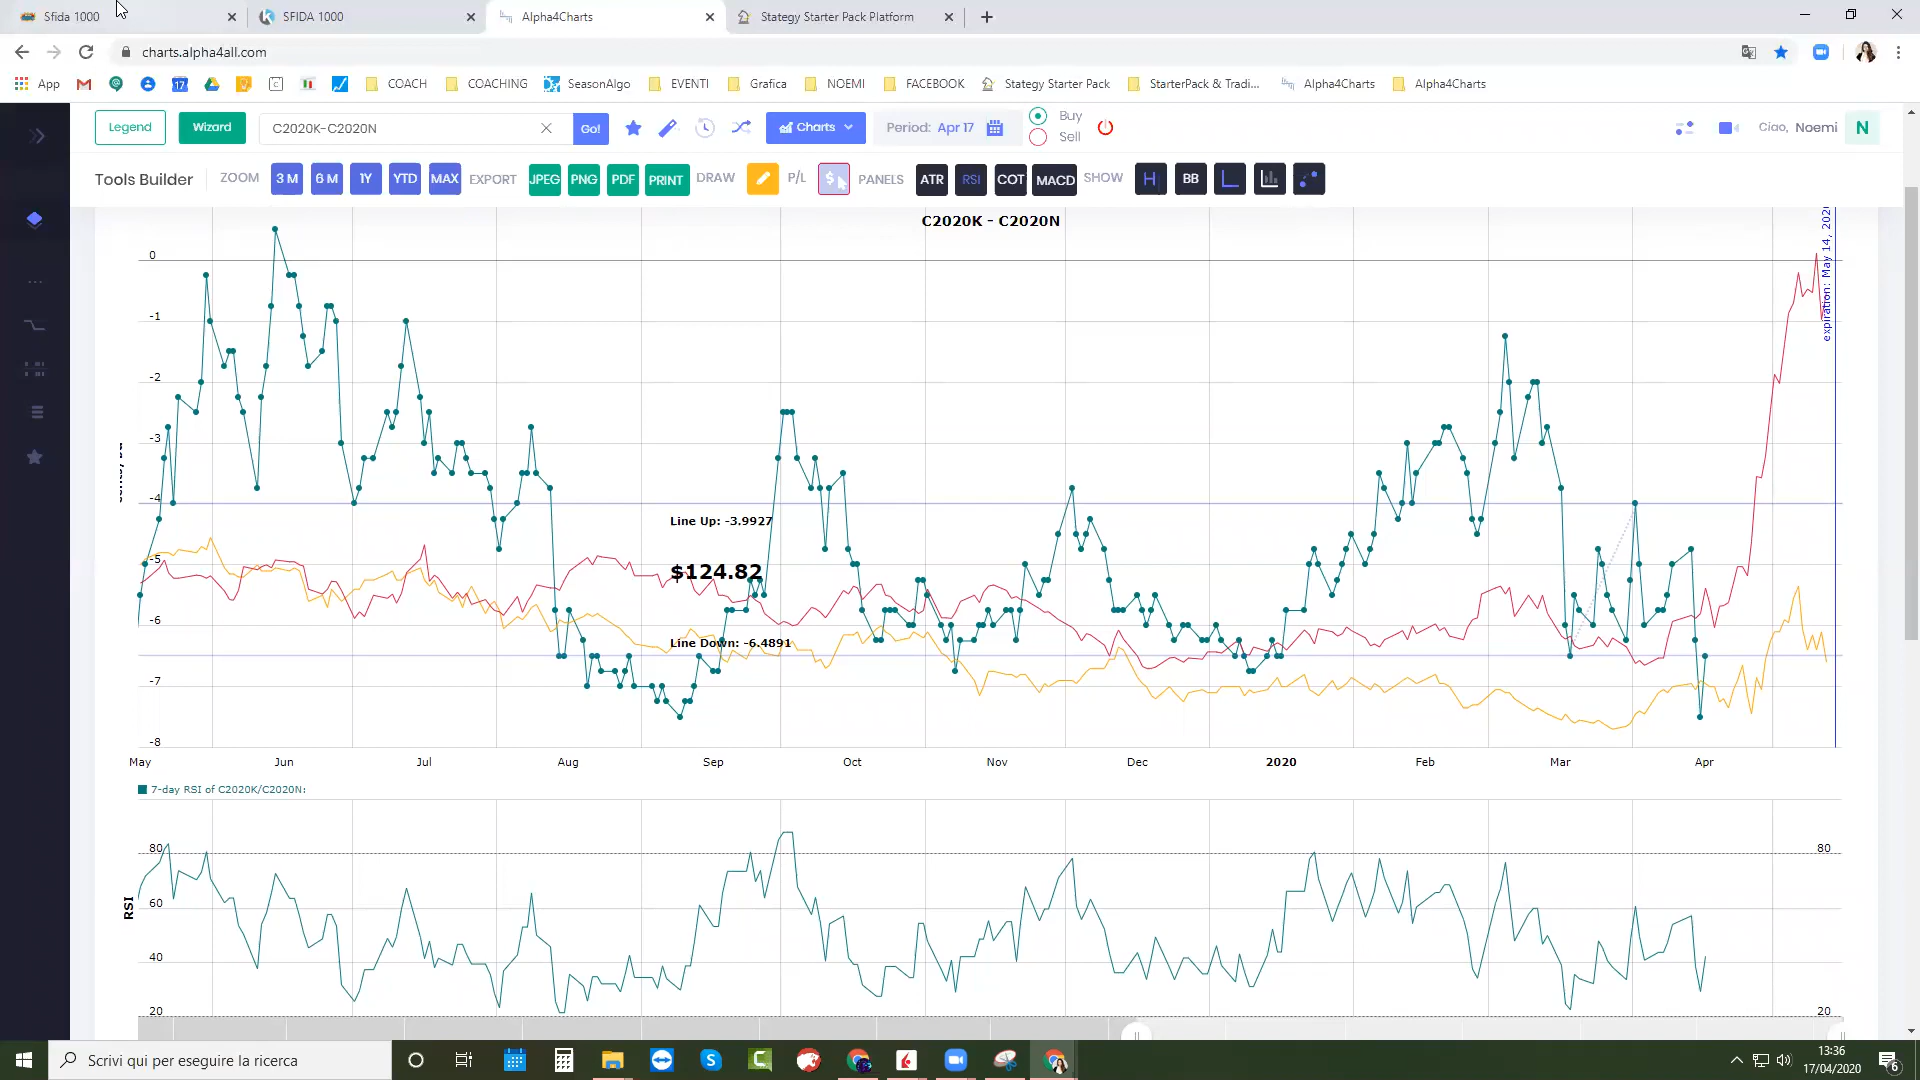 Sfida 1000
SFIDA 1000
Alpha4Charts
Stategy Starter Pack Platform
charts.alpha4all.com
App
17
COACH
COACHING
SeasonAlgo
EVENTI
Grafica
NOEMI
FACEBOOK
Stategy Starter Pack
StarterPack & Tradi...
Alpha4Charts
Alpha4Charts
Legend
Wizard
C2020K-C2020N
Go!
Charts
Period: Apr 17
Buy
Sell
Ciao, Noemi
N
Tools Builder
ZOOM
3 M
6 M
1Y
YTD
MAX
EXPORT
JPEG
PNG
PDF
PRINT
DRAW
P/L
$
PANELS
ATR
RSI
COT
MACD
SHOW
H
BB
C2020K - C2020N
expiration: May 14, 2020
0
-1
-2
-3
-4
-5
-6
-7
-8
Line Up: -3.9927
$124.82
Line Down: -6.4891
May
Jun
Jul
Aug
Sep
Oct
Nov
Dec
2020
Feb
Mar
Apr
7-day RSI of C2020K/C2020N:
RSI
80
60
40
20
80
20
Scrivi qui per eseguire la ricerca
13:36
17/04/2020
6